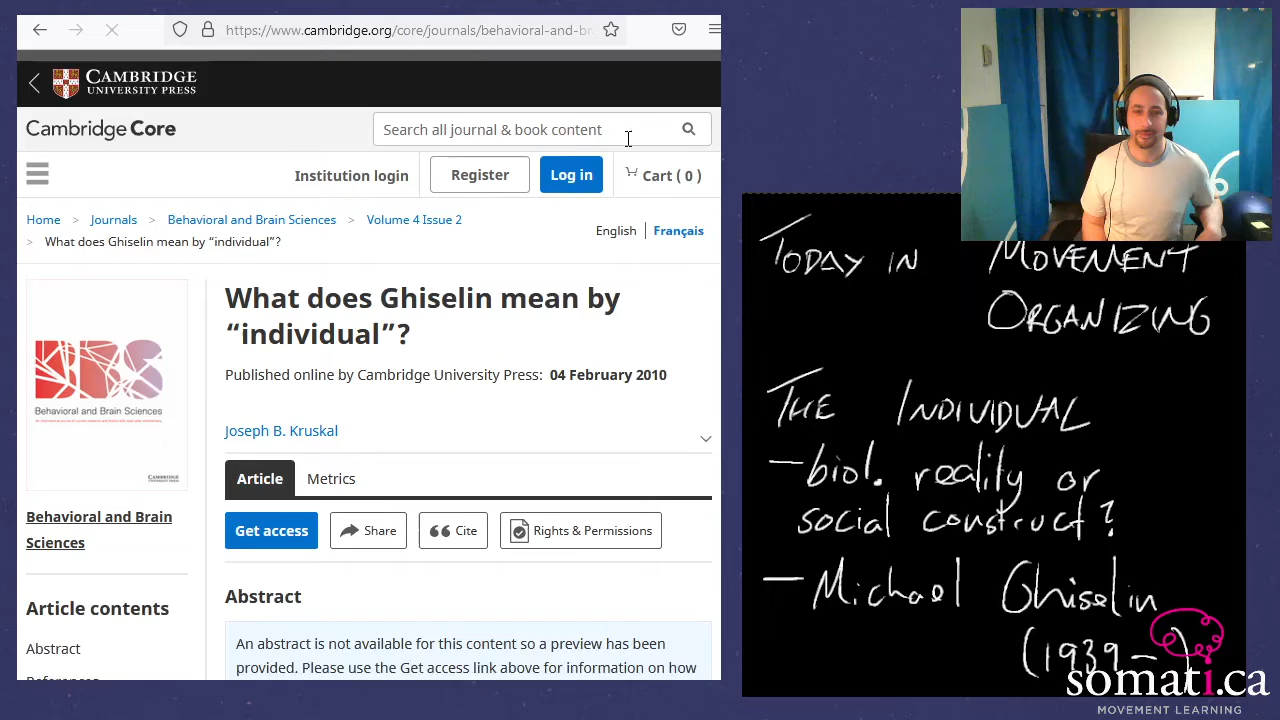 https://www.cambridge.org/core/journals/behavioral-and-br
CAMBRIDGE
UNIVERSITY PRESS
Cambridge Core
Search all journal & book content
Institution login
Register
Log in
Cart ( 0 )
Home > Journals > Behavioral and Brain Sciences > Volume 4 Issue 2
> What does Ghiselin mean by “individual”?
English
Français
BBS
Behavioral and Brain Sciences
CAMBRIDGE
What does Ghiselin mean by
“individual”?
Published online by Cambridge University Press: 04 February 2010
Joseph B. Kruskal
Article
Metrics
Get access
Share
Cite
Rights & Permissions
Behavioral and Brain
Sciences
Article contents
Abstract
Abstract
An abstract is not available for this content so a preview has been
provided. Please use the Get access link above for information on how
TODAY IN MOVEMENT
ORGANIZING
THE INDIVIDUAL
– biol. reality or
social construct?
– Michael Ghiselin
(1939 – )
somati.ca
MOVEMENT LEARNING